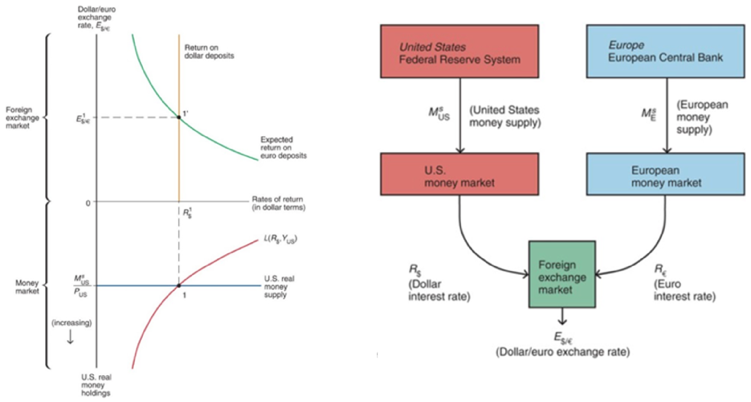 Dollar/euro
exchange
rate, E$/€
Return on
dollar deposits
Foreign
exchange
market
E¹$/€
1'
Expected
return on
euro deposits
0
Rates of return
(in dollar terms)
R¹$
L(R$, YUS)
Money
market
MˢUS
PUS
1
U.S. real
money
supply
(increasing)
U.S. real
money
holdings
United States
Federal Reserve System
Europe
European Central Bank
MˢUS
(United States
money supply)
MˢE
(European
money
supply)
U.S.
money market
European
money market
R$
(Dollar
interest rate)
Foreign
exchange
market
R€
(Euro
interest rate)
E$/€
(Dollar/euro exchange rate)